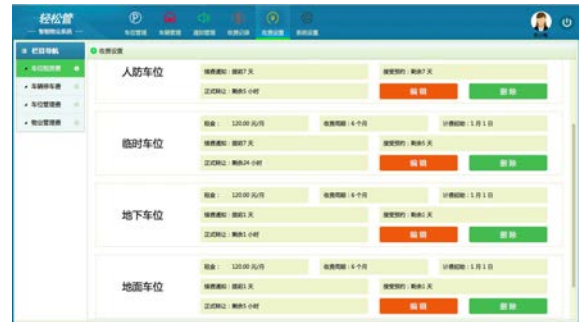 轻松管
智能物业系统
车位管理
车辆管理
通知管理
收费记录
收费设置
系统设置
栏目导航
收费设置
车位租赁费
车辆停车费
车位管理费
物业管理费
人防车位
续费通知：提前7 天
接受预约：剩余7 天
正式转让：剩余5 小时
编 辑
删 除
临时车位
租金： 120.00 元/月
收费周期：6 个月
计费起始：1 月 1 日
续费通知：提前7 天
接受预约：剩余5 天
正式转让：剩余24 小时
编 辑
删 除
地下车位
租金： 120.00 元/月
收费周期：6 个月
计费起始：1 月 1 日
续费通知：提前1 天
接受预约：剩余1 天
正式转让：剩余1 小时
编 辑
删 除
地面车位
租金： 120.00 元/月
收费周期：6 个月
计费起始：1 月 1 日
续费通知：提前1 天
接受预约：剩余1 天
正式转让：剩余5 小时
编 辑
删 除